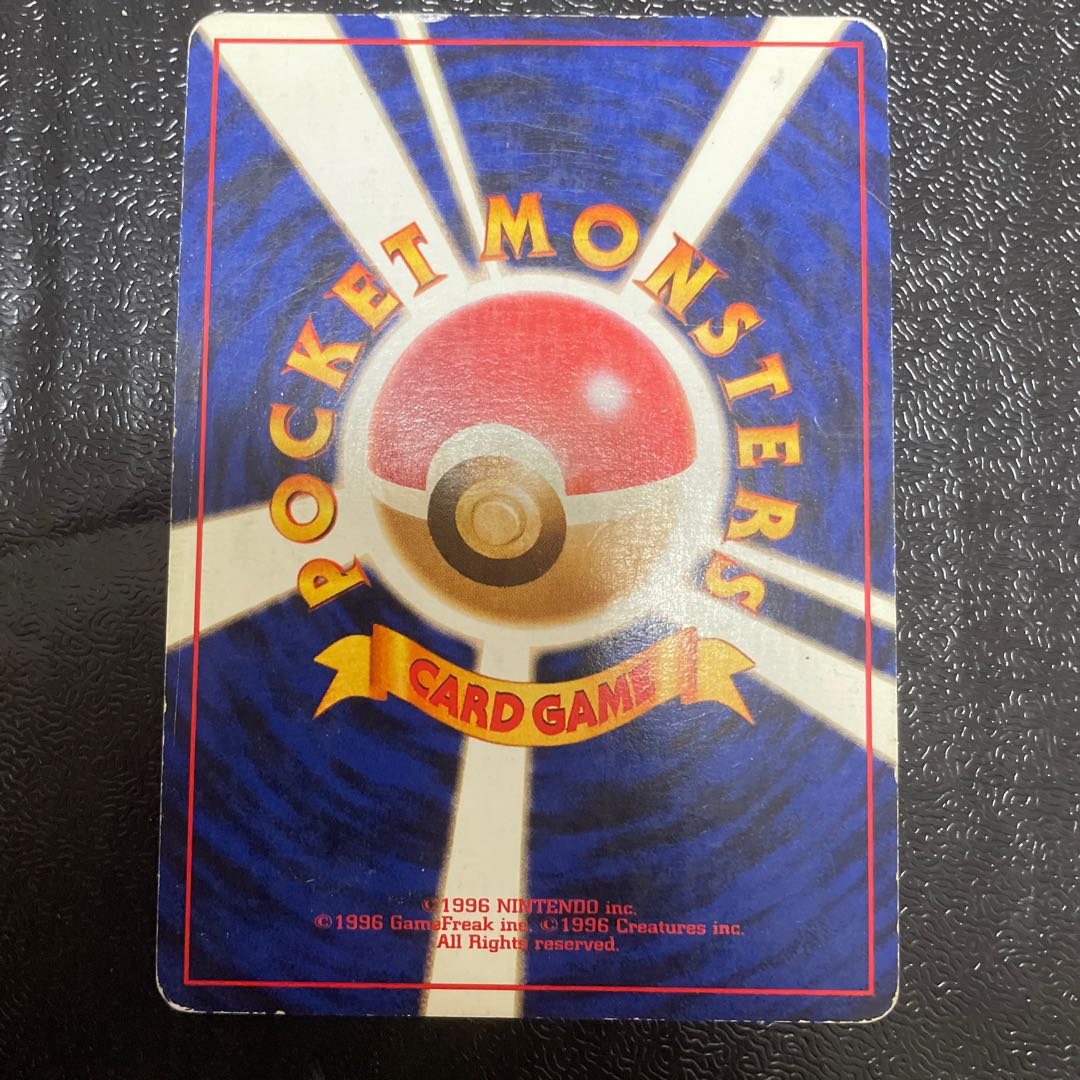 POCKET MONSTERS
CARD GAME
©1996 NINTENDO inc.
©1996 GameFreak inc. ©1996 Creatures inc.
All Rights reserved.